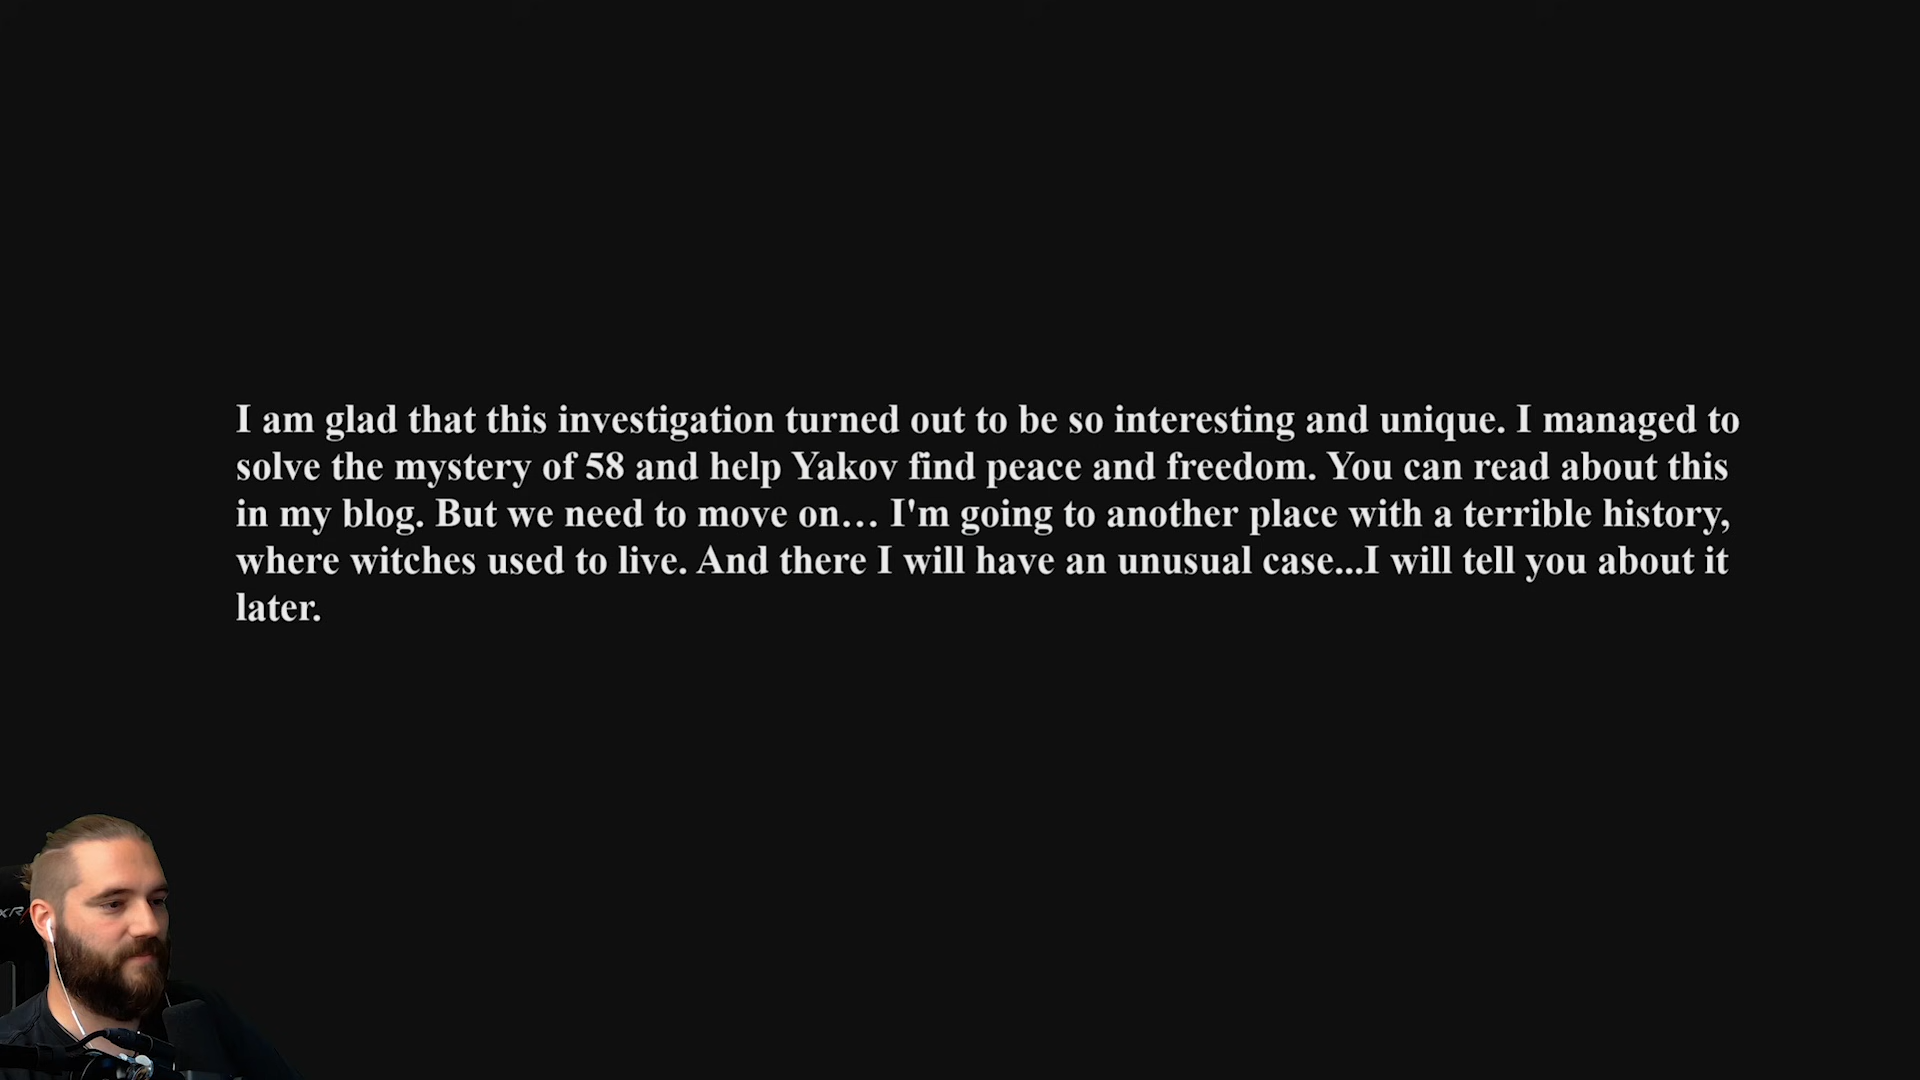 I am glad that this investigation turned out to be so interesting and unique. I managed to
solve the mystery of 58 and help Yakov find peace and freedom. You can read about this
in my blog. But we need to move on… I'm going to another place with a terrible history,
where witches used to live. And there I will have an unusual case...I will tell you about it
later.
XR